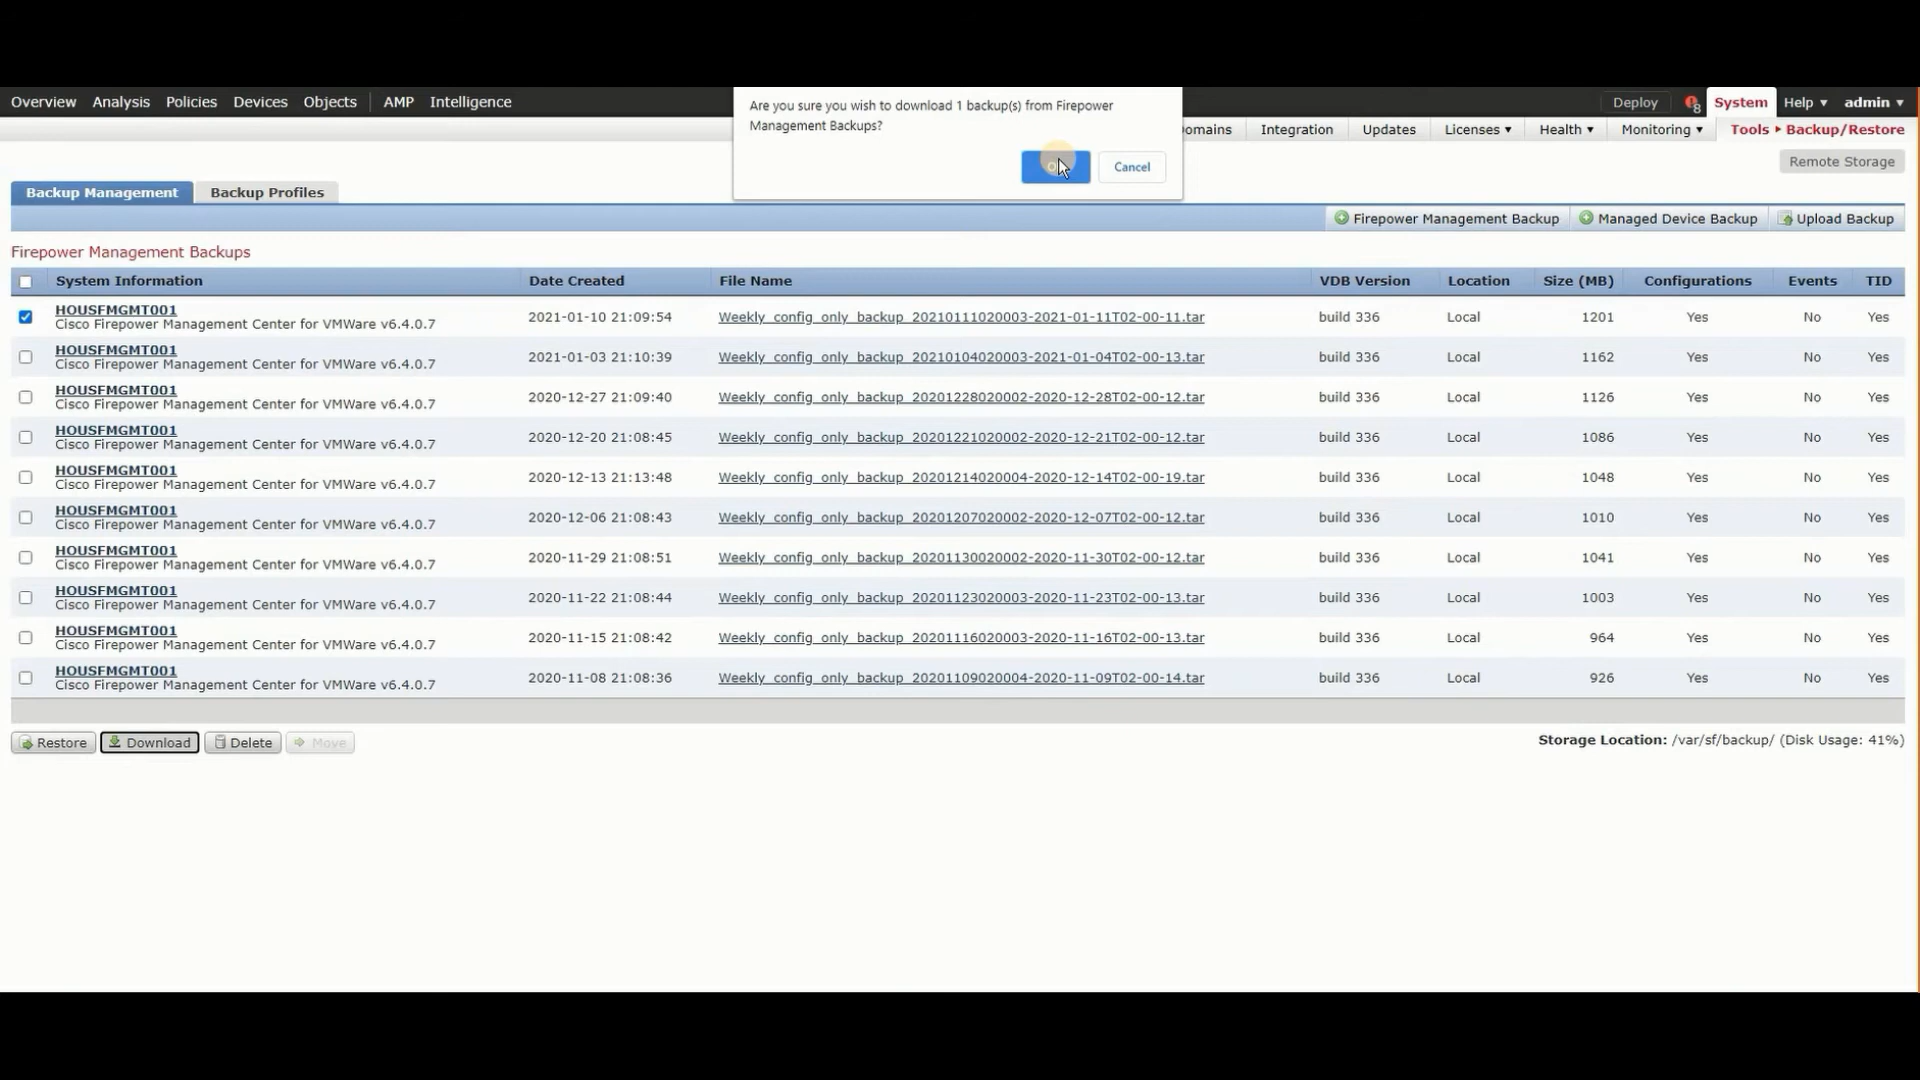 Overview Analysis Policies Devices Objects AMP Intelligence Deploy 8 System Help admin
Are you sure you wish to download 1 backup(s) from Firepower
Management Backups?
Cancel
omains Integration Updates Licenses Health Monitoring Tools Backup/Restore
Remote Storage
Backup Management Backup Profiles
Firepower Management Backup Managed Device Backup Upload Backup
Firepower Management Backups
System Information Date Created File Name VDB Version Location Size (MB) Configurations Events TID
HOUSFMGMT001
Cisco Firepower Management Center for VMWare v6.4.0.7 2021-01-10 21:09:54 Weekly_config_only_backup_20210111020003-2021-01-11T02-00-11.tar build 336 Local 1201 Yes No Yes
HOUSFMGMT001
Cisco Firepower Management Center for VMWare v6.4.0.7 2021-01-03 21:10:39 Weekly_config_only_backup_20210104020003-2021-01-04T02-00-13.tar build 336 Local 1162 Yes No Yes
HOUSFMGMT001
Cisco Firepower Management Center for VMWare v6.4.0.7 2020-12-27 21:09:40 Weekly_config_only_backup_20201228020002-2020-12-28T02-00-12.tar build 336 Local 1126 Yes No Yes
HOUSFMGMT001
Cisco Firepower Management Center for VMWare v6.4.0.7 2020-12-20 21:08:45 Weekly_config_only_backup_20201221020002-2020-12-21T02-00-12.tar build 336 Local 1086 Yes No Yes
HOUSFMGMT001
Cisco Firepower Management Center for VMWare v6.4.0.7 2020-12-13 21:13:48 Weekly_config_only_backup_20201214020004-2020-12-14T02-00-19.tar build 336 Local 1048 Yes No Yes
HOUSFMGMT001
Cisco Firepower Management Center for VMWare v6.4.0.7 2020-12-06 21:08:43 Weekly_config_only_backup_20201207020002-2020-12-07T02-00-12.tar build 336 Local 1010 Yes No Yes
HOUSFMGMT001
Cisco Firepower Management Center for VMWare v6.4.0.7 2020-11-29 21:08:51 Weekly_config_only_backup_20201130020002-2020-11-30T02-00-12.tar build 336 Local 1041 Yes No Yes
HOUSFMGMT001
Cisco Firepower Management Center for VMWare v6.4.0.7 2020-11-22 21:08:44 Weekly_config_only_backup_20201123020003-2020-11-23T02-00-13.tar build 336 Local 1003 Yes No Yes
HOUSFMGMT001
Cisco Firepower Management Center for VMWare v6.4.0.7 2020-11-15 21:08:42 Weekly_config_only_backup_20201116020003-2020-11-16T02-00-13.tar build 336 Local 964 Yes No Yes
HOUSFMGMT001
Cisco Firepower Management Center for VMWare v6.4.0.7 2020-11-08 21:08:36 Weekly_config_only_backup_20201109020004-2020-11-09T02-00-14.tar build 336 Local 926 Yes No Yes
Restore Download Delete Move Storage Location: /var/sf/backup/ (Disk Usage: 41%)